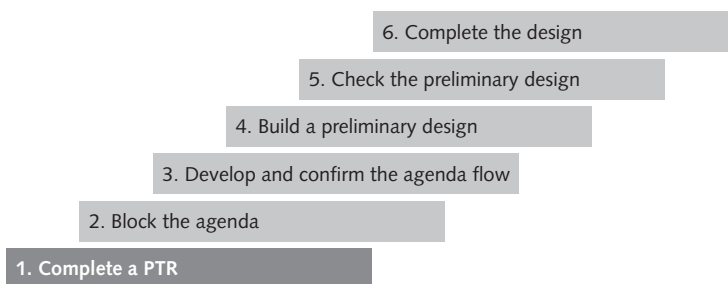 6. Complete the design
5. Check the preliminary design
4. Build a preliminary design
3. Develop and confirm the agenda flow
2. Block the agenda
1. Complete a PTR